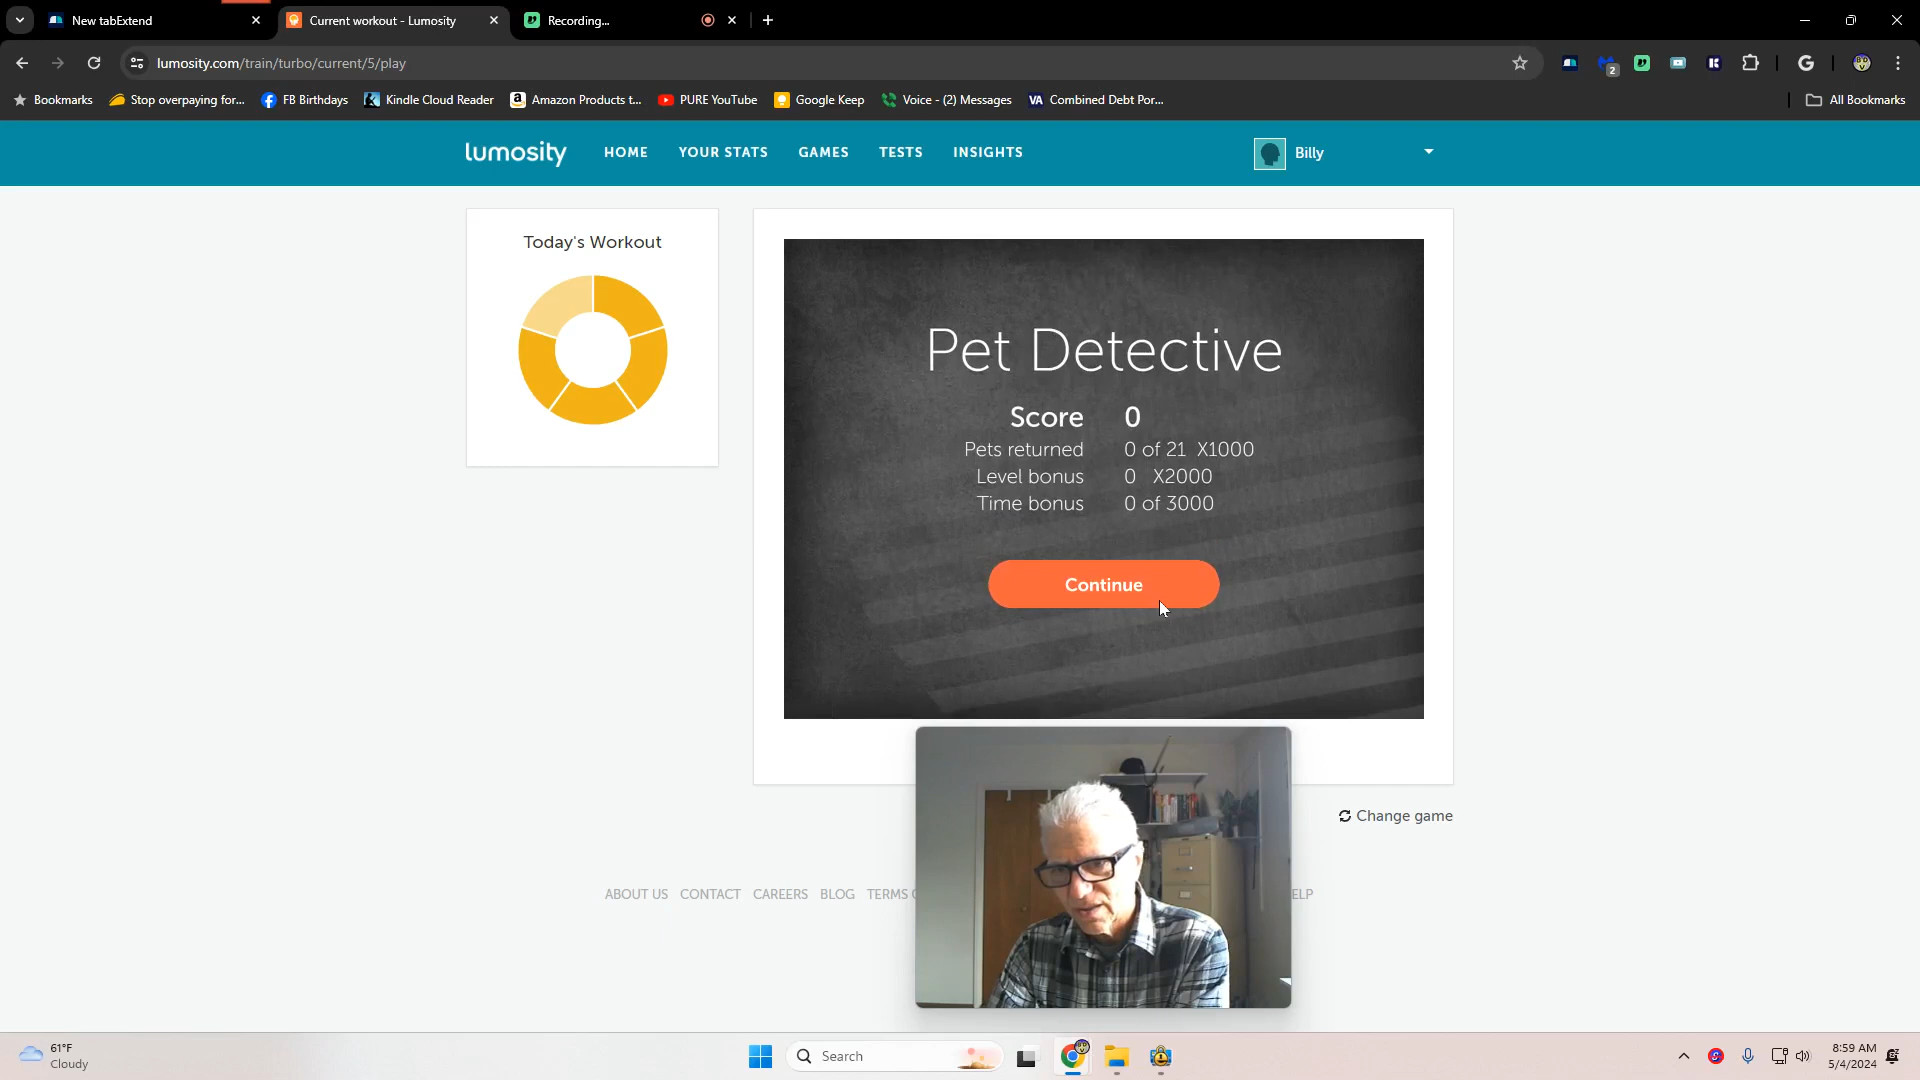 New tabExtend
Current workout - Lumosity
Recording...
lumosity.com/train/turbo/current/5/play
2
Bookmarks
Stop overpaying for...
FB Birthdays
Kindle Cloud Reader
Amazon Products t...
PURE YouTube
Google Keep
Voice - (2) Messages
VA Combined Debt Por...
All Bookmarks
lumosity
HOME
YOUR STATS
GAMES
TESTS
INSIGHTS
Billy
Today's Workout
Pet Detective
Score 0
Pets returned 0 of 21 X1000
Level bonus 0 X2000
Time bonus 0 of 3000
Continue
Change game
ABOUT US
CONTACT
CAREERS
BLOG
TERMS
ELP
61°F
Cloudy
Search
8:59 AM
5/4/2024